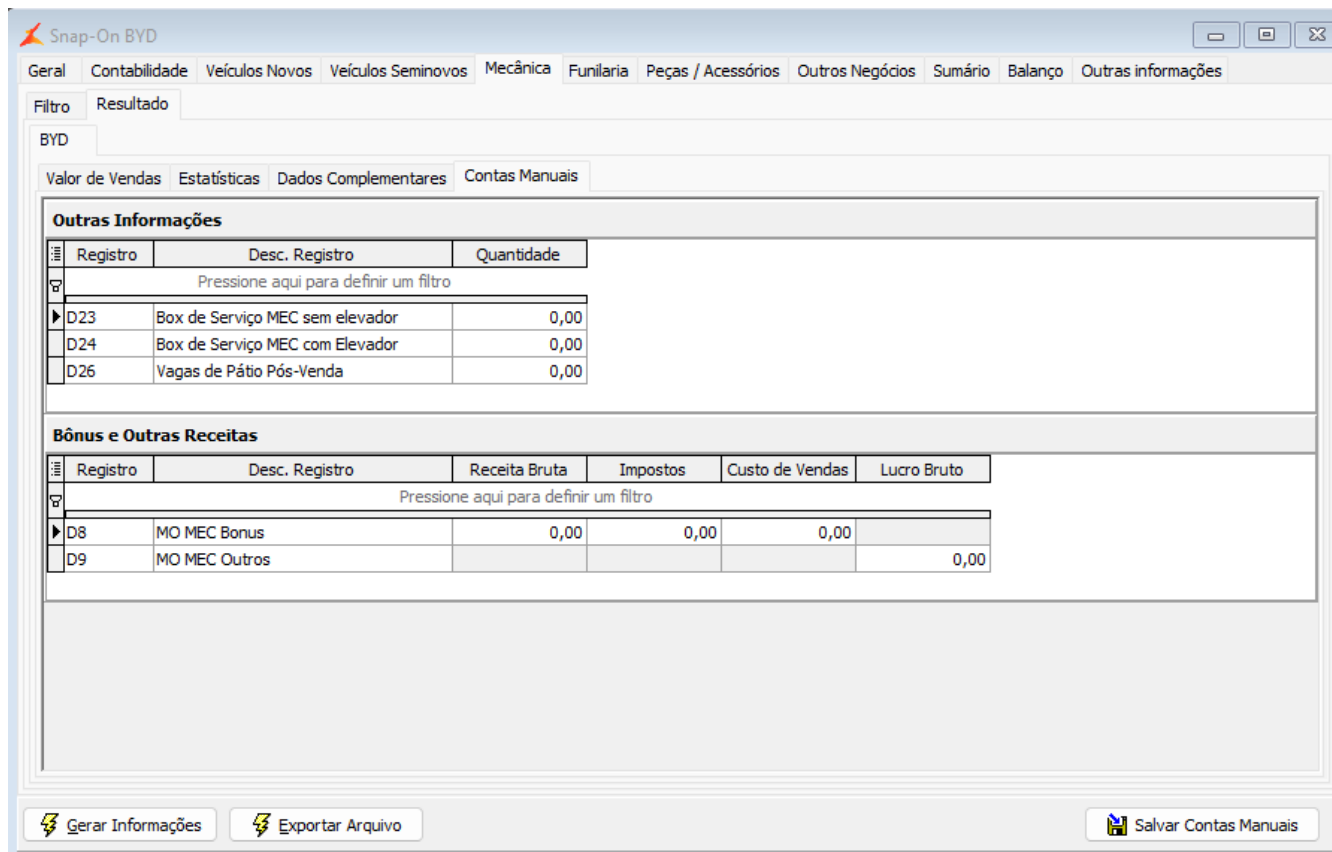 Snap-On BYD
Geral Contabilidade Veículos Novos Veículos Seminovos Mecânica Funilaria Peças / Acessórios Outros Negócios Sumário Balanço Outras informações
Filtro Resultado
BYD
Valor de Vendas Estatísticas Dados Complementares Contas Manuais
Outras Informações
Registro Desc. Registro Quantidade
Pressione aqui para definir um filtro
D23 Box de Serviço MEC sem elevador 0,00
D24 Box de Serviço MEC com Elevador 0,00
D26 Vagas de Pátio Pós-Venda 0,00
Bônus e Outras Receitas
Registro Desc. Registro Receita Bruta Impostos Custo de Vendas Lucro Bruto
Pressione aqui para definir um filtro
D8 MO MEC Bonus 0,00 0,00 0,00
D9 MO MEC Outros 0,00
Gerar Informações Exportar Arquivo Salvar Contas Manuais